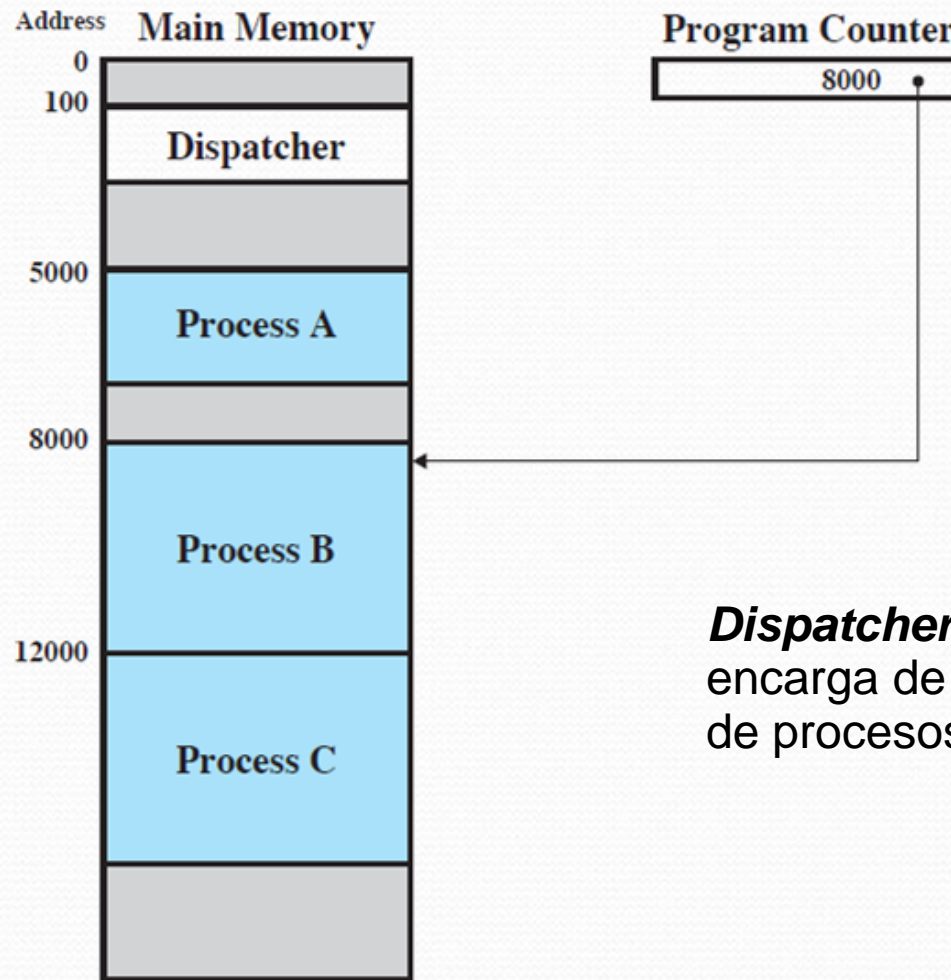 Address
Main Memory
Program Counter
0
8000
100
Dispatcher
5000
Process A
8000
Process B
12000
Dispatcher
encarga de
de procesos
Process C